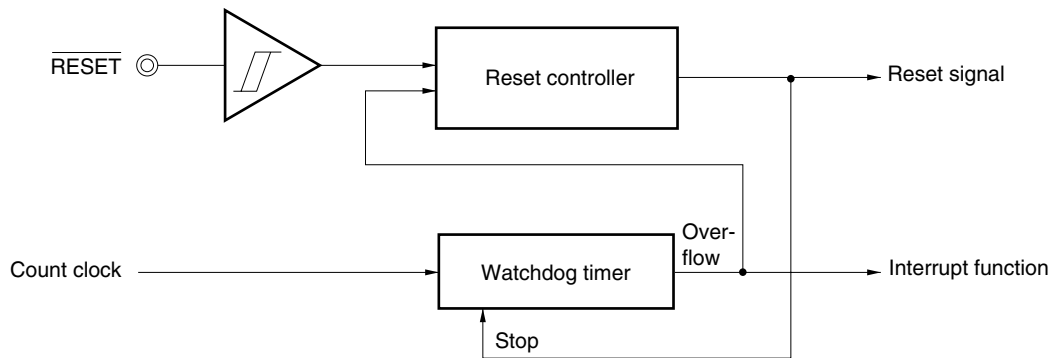 RESET
Reset controller
Reset signal
Over-
flow
Count clock
Watchdog timer
Interrupt function
Stop